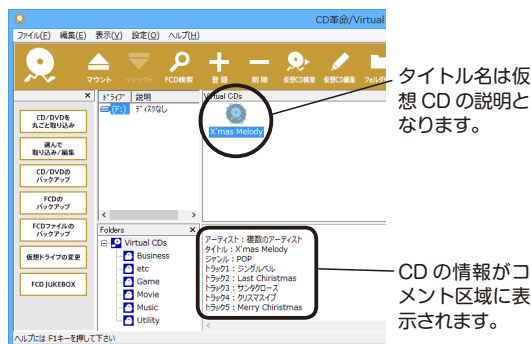 CD革命/Virtual
ファイル(F) 編集(E) 表示(V) 設定(O) ヘルプ(H)
マウント イジェクト FCD検索 登録 削除 仮想CD構築 仮想CD編集 フォルダ
ドライブ 説明
(F:) ディスクなし
Virtual CDs
X'mas Melody
タイトル名は仮
想 CD の説明と
なります。
CD/DVDを
丸ごと取り込み
選んで
取り込み/編集
CD/DVDの
バックアップ
FCDの
バックアップ
FCDファイルの
バックアップ
仮想ドライブの変更
FCD JUKEBOX
Folders
Virtual CDs
Business
etc
Game
Movie
Music
Utility
アーティスト : 複数のアーティスト
タイトル : X'mas Melody
ジャンル : POP
トラック1 : ジングルベル
トラック2 : Last Christmas
トラック3 : サンタクロース
トラック4 : クリスマスイブ
トラック5 : Merry Chiristmas
CD の情報がコ
メント区域に表
示されます。
ヘルプには F1キーを押して下さい